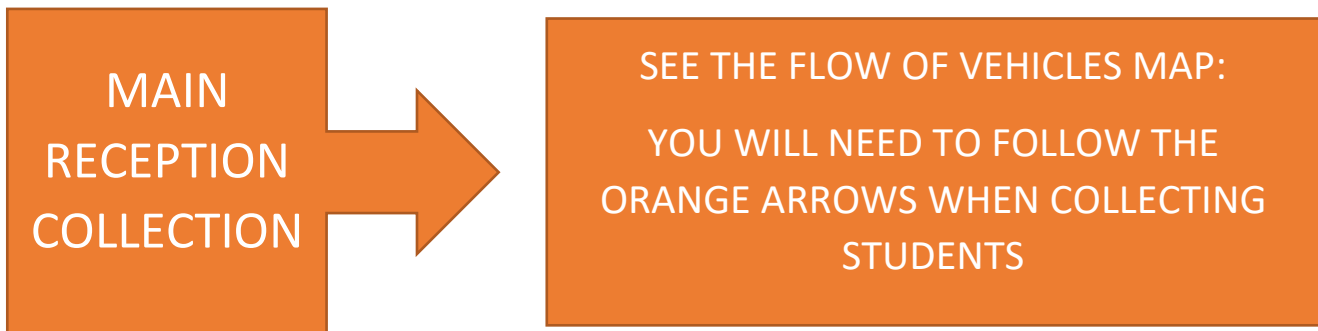 MAIN
RECEPTION
COLLECTION
SEE THE FLOW OF VEHICLES MAP:
YOU WILL NEED TO FOLLOW THE
ORANGE ARROWS WHEN COLLECTING
STUDENTS